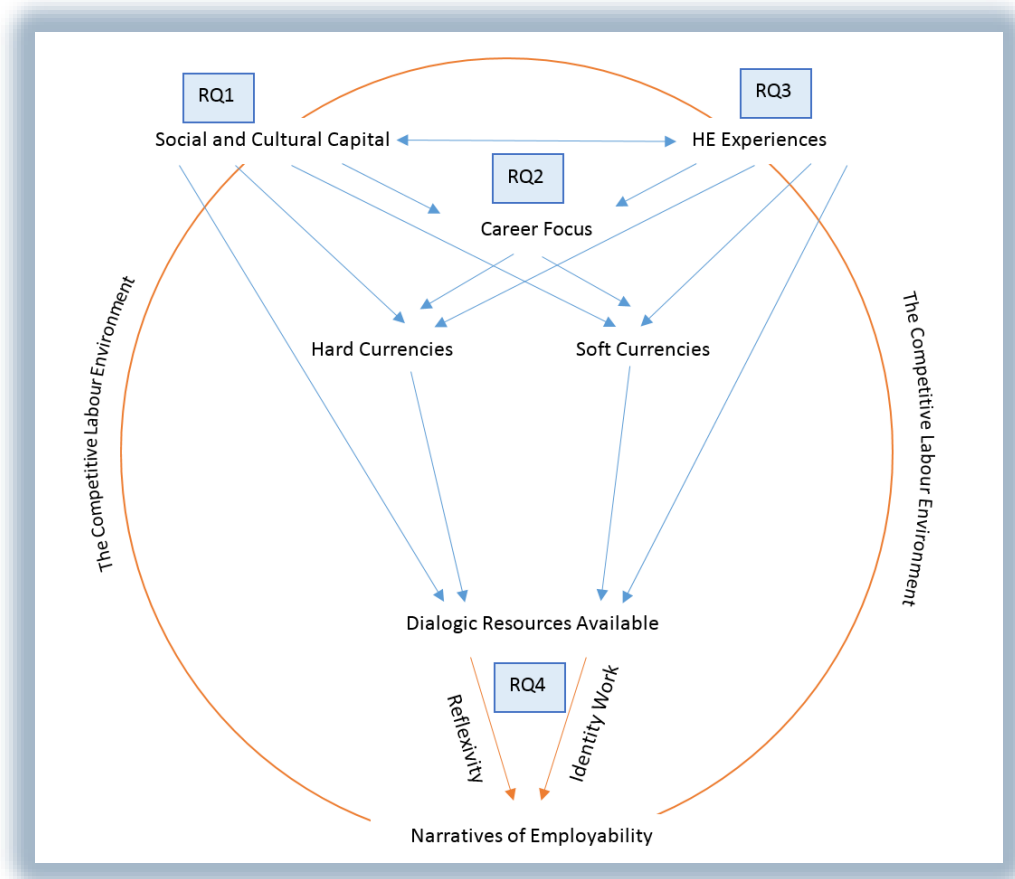 RQ1
RQ3
Social and Cultural Capital
HE Experiences
RQ2
Career Focus
The Competitive Labour Environment
The Competitive Labour Environment
Hard Currencies
Soft Currencies
Dialogic Resources Available
RQ4
Reflexivity
Identity Work
Narratives of Employability